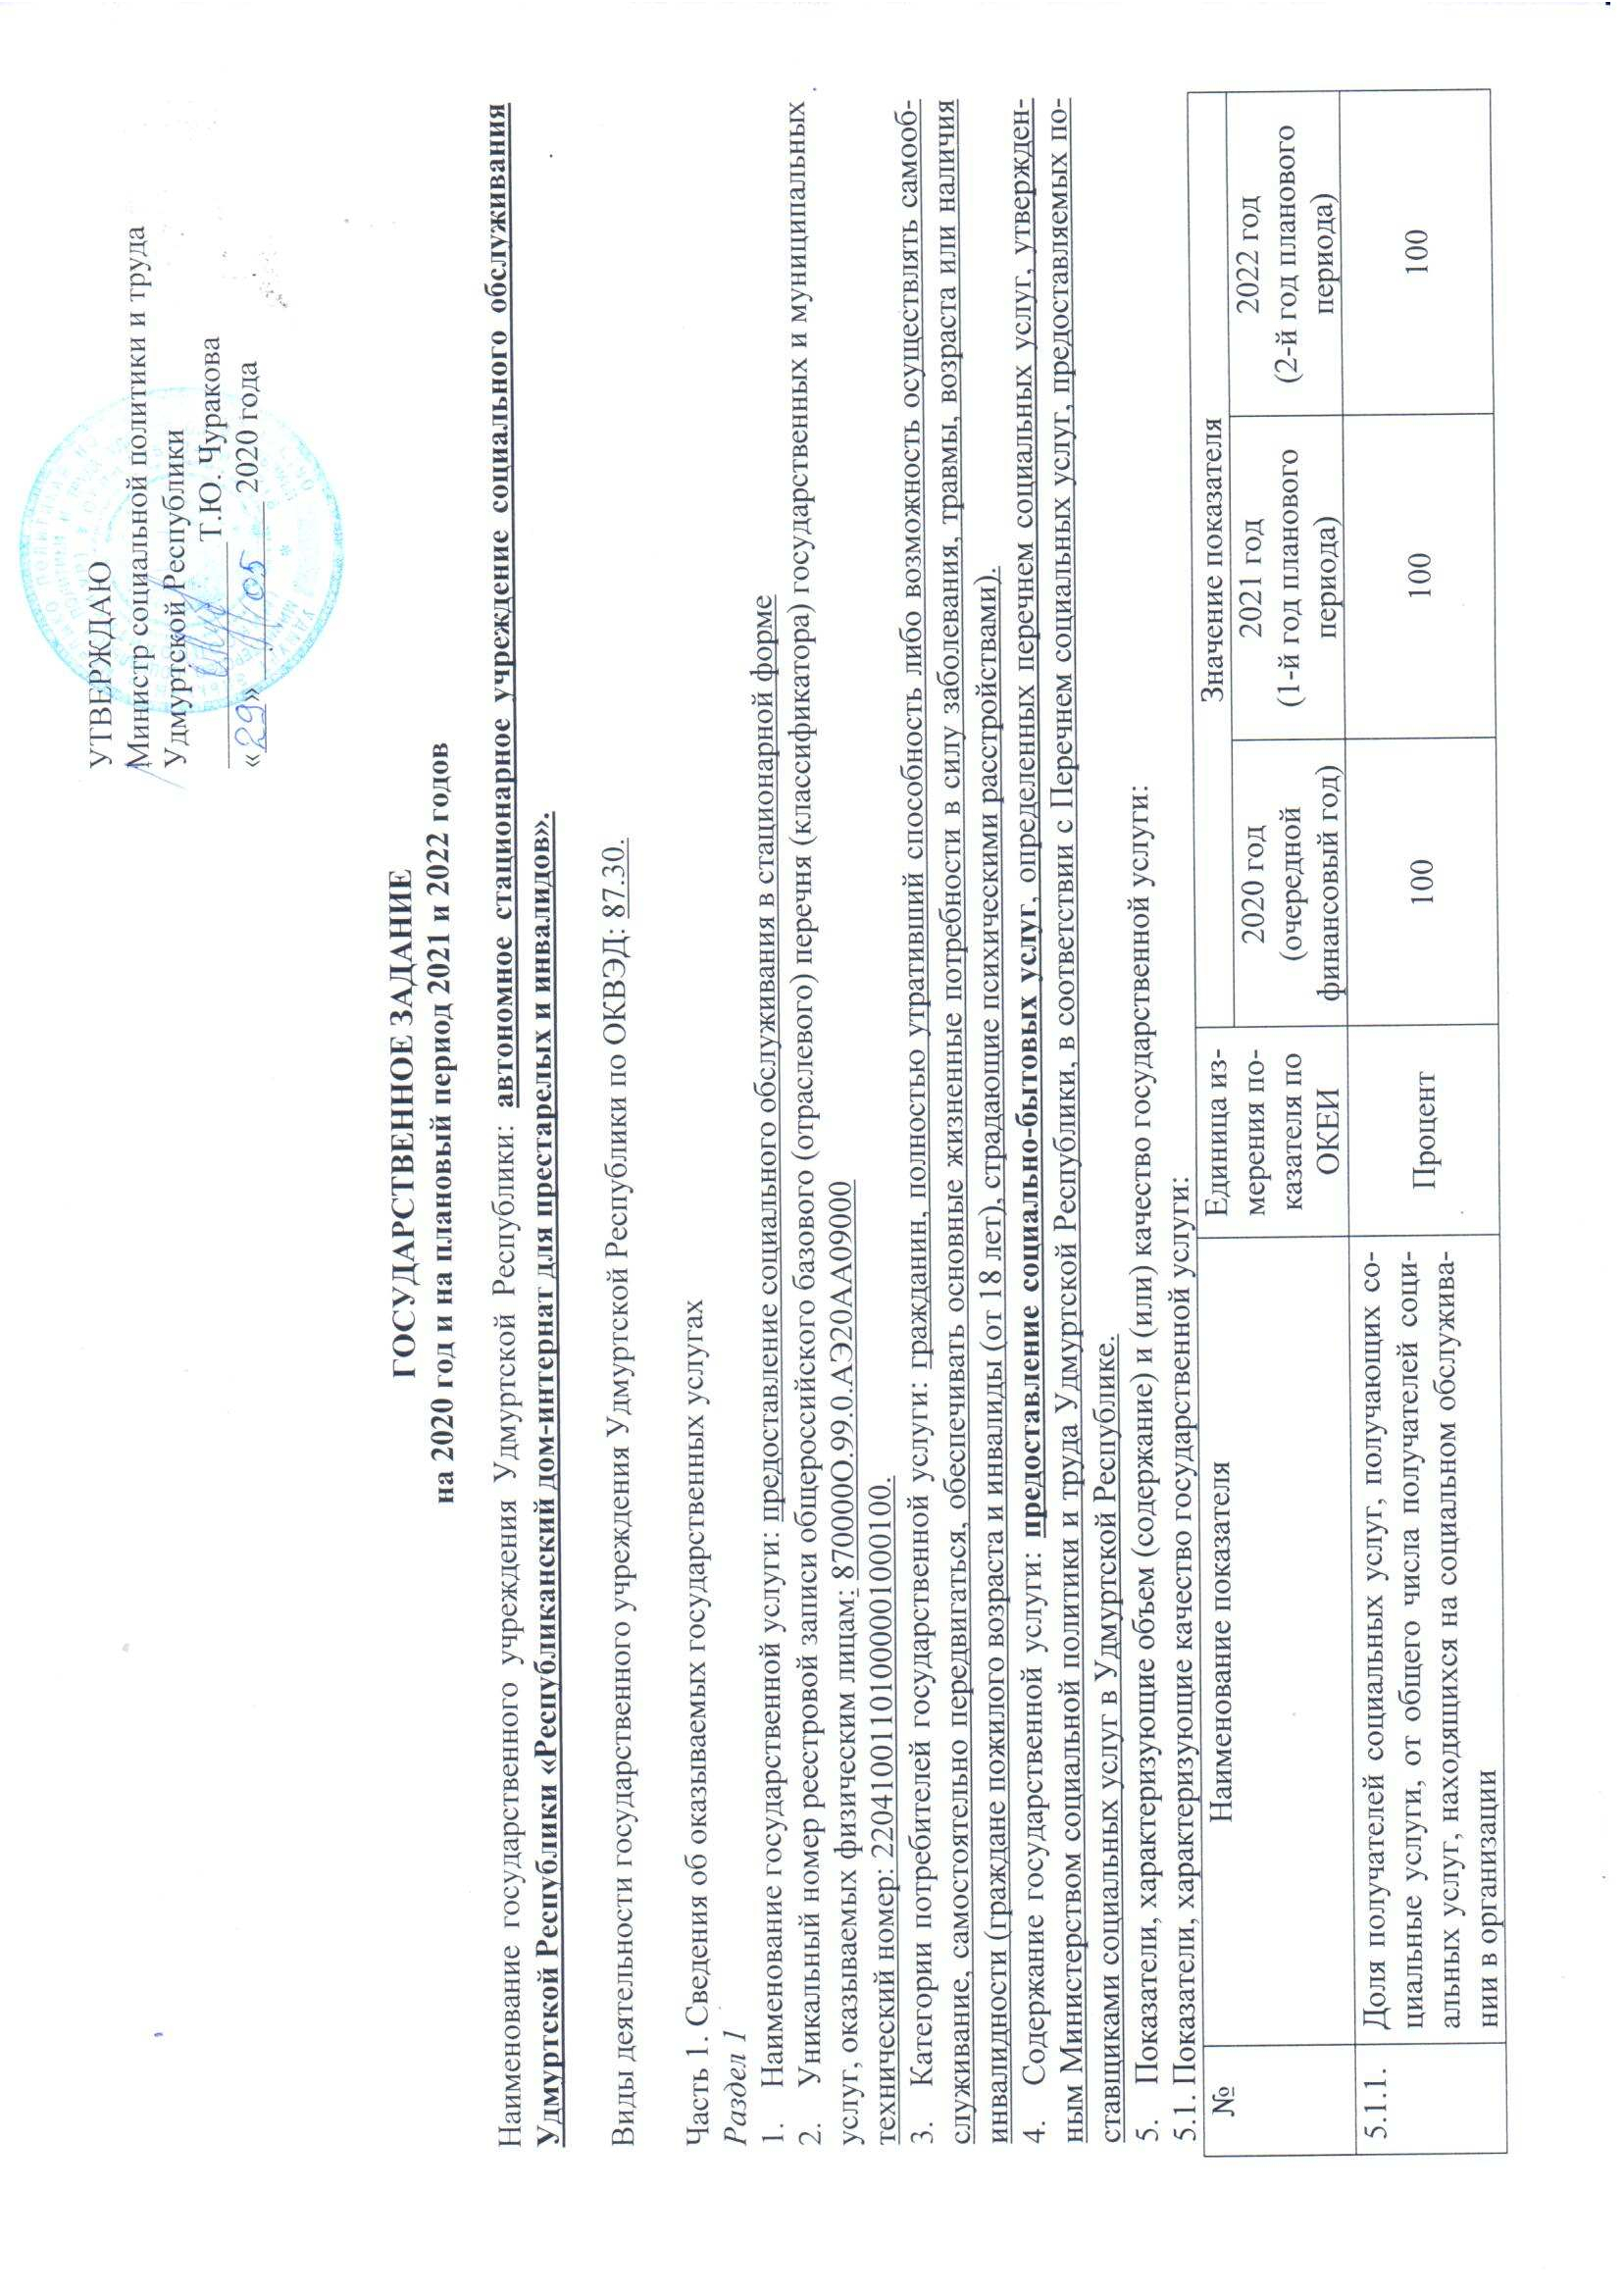 УТВЕРЖДАЮ
Министр социальной политики и труда
Удмуртской Республики
Т.Ю. Чуракова
«29» 05 2020 года
ГОСУДАРСТВЕННОЕ ЗАДАНИЕ
на 2020 год и на плановый период 2021 и 2022 годов
Наименование государственного учреждения Удмуртской Республики: автономное стационарное учреждение социального обслуживания
Удмуртской Республики «Республиканский дом-интернат для престарелых и инвалидов».
Виды деятельности государственного учреждения Удмуртской Республики по ОКВЭД: 87.30.
Часть 1. Сведения об оказываемых государственных услугах
Раздел 1
1. Наименование государственной услуги: предоставление социального обслуживания в стационарной форме
2. Уникальный номер реестровой записи общероссийского базового (отраслевого) перечня (классификатора) государственных и муниципальных
услуг, оказываемых физическим лицам: 870000О.99.0.АЭ20АА09000
технический номер: 22041001101000001000100.
3. Категории потребителей государственной услуги: гражданин, полностью утративший способность либо возможность осуществлять самооб-
служивание, самостоятельно передвигаться, обеспечивать основные жизненные потребности в силу заболевания, травмы, возраста или наличия
инвалидности (граждане пожилого возраста и инвалиды (от 18 лет), страдающие психическими расстройствами).
4. Содержание государственной услуги: предоставление социально-бытовых услуг, определенных перечнем социальных услуг, утвержден-
ным Министерством социальной политики и труда Удмуртской Республики, в соответствии с Перечнем социальных услуг, предоставляемых по-
ставщиками социальных услуг в Удмуртской Республике.
5. Показатели, характеризующие объем (содержание) и (или) качество государственной услуги:
5.1. Показатели, характеризующие качество государственной услуги:
№
Наименование показателя
Единица из-
мерения по-
казателя по
ОКЕИ
Значение показателя
2020 год
(очередной
финансовый год)
2021 год
(1-й год планового
периода)
2022 год
(2-й год планового
периода)
5.1.1.
Доля получателей социальных услуг, получающих со-
циальные услуги, от общего числа получателей соци-
альных услуг, находящихся на социальном обслужива-
нии в организации
Процент
100
100
100